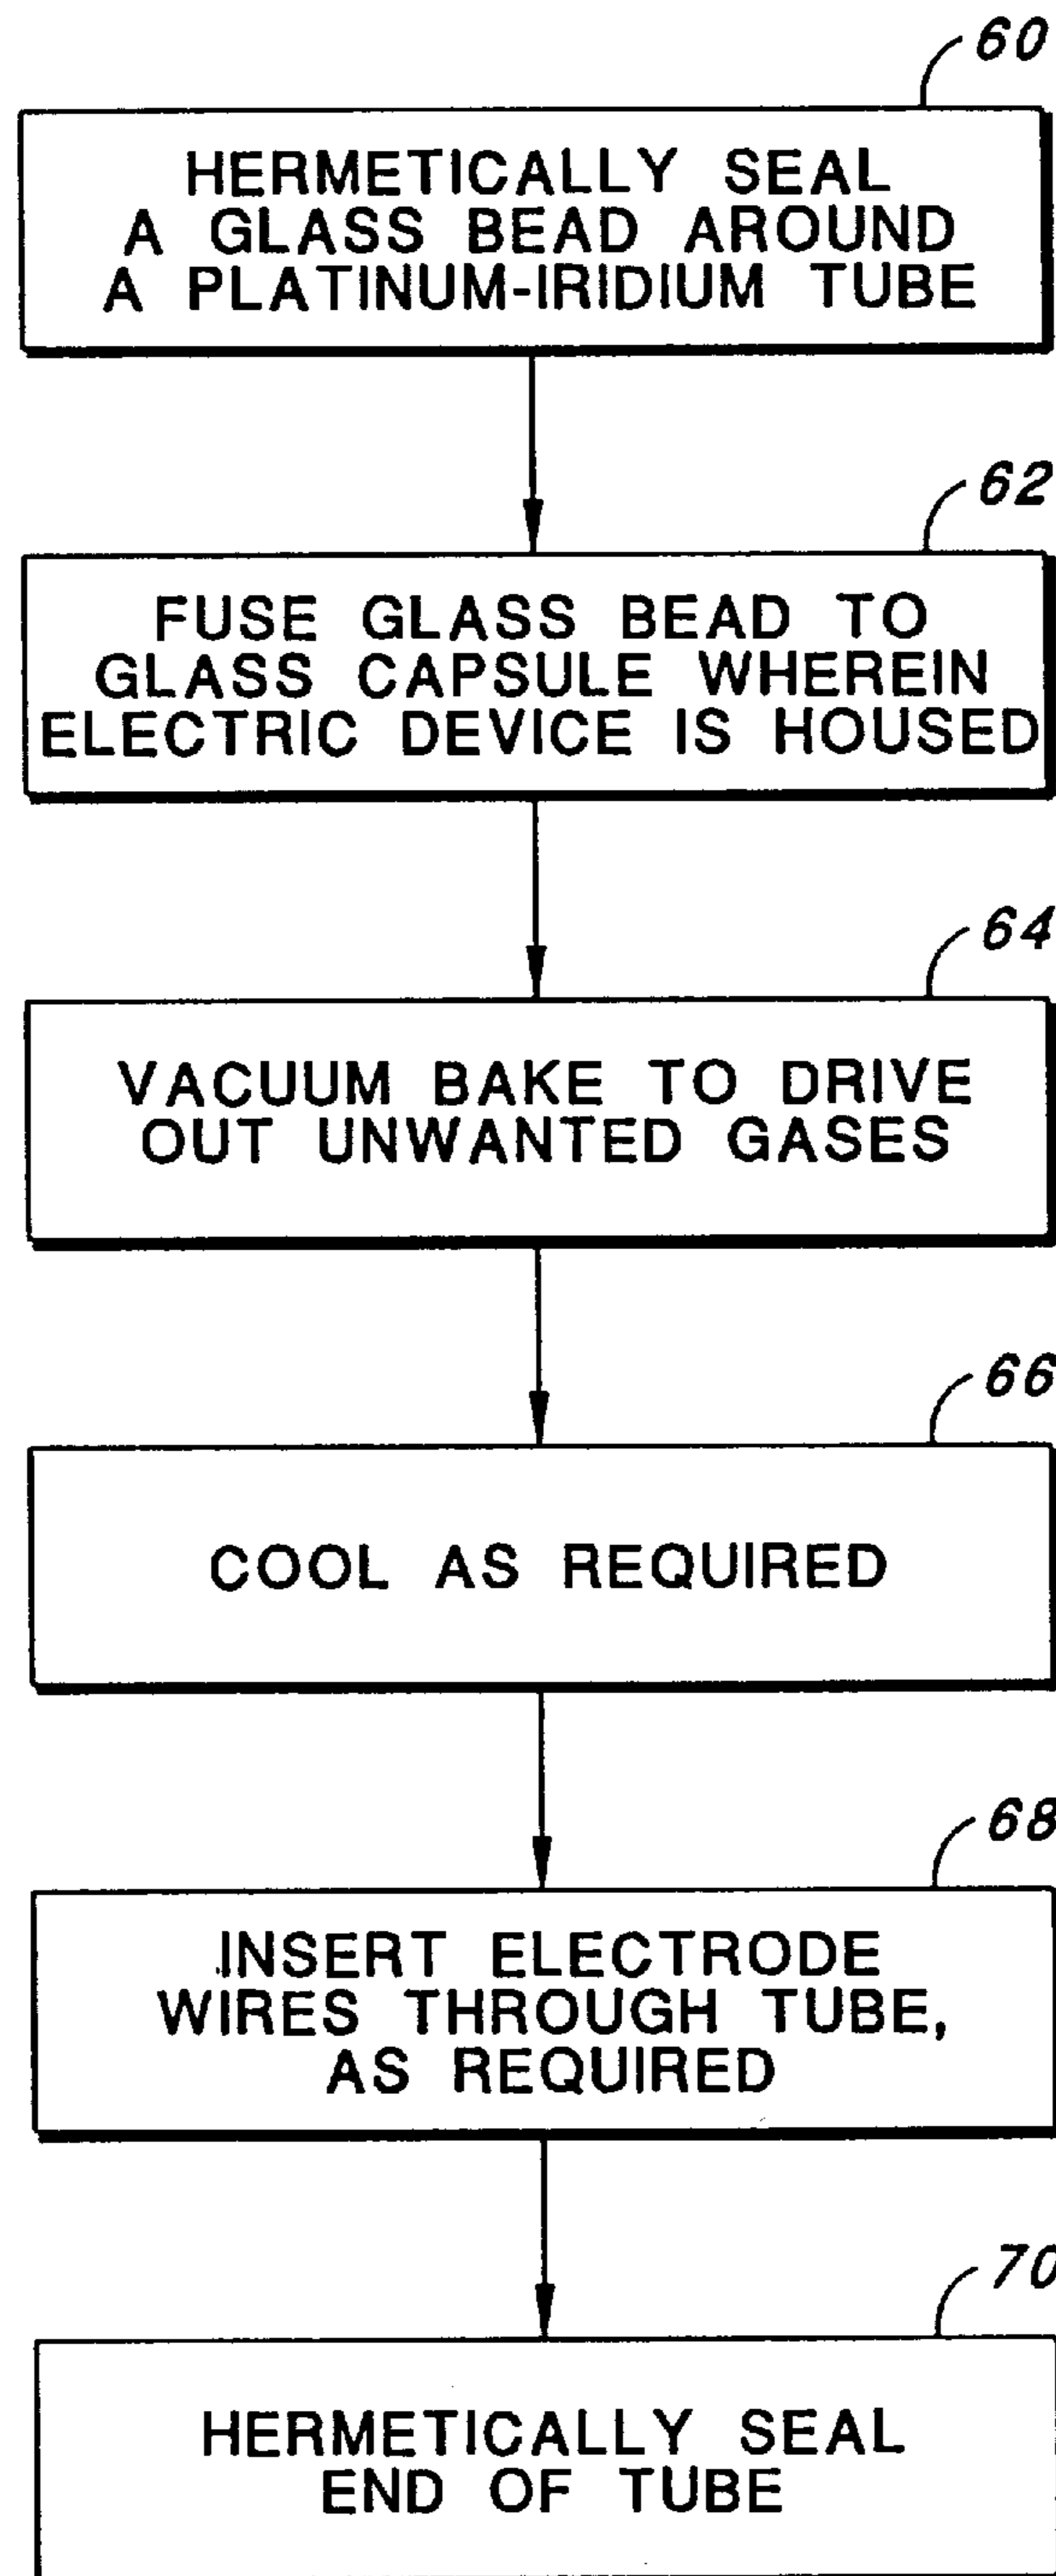 60
HERMETICALLY SEAL
A GLASS BEAD AROUND
A PLATINUM-IRIDIUM TUBE
62
FUSE GLASS BEAD TO
GLASS CAPSULE WHEREIN
ELECTRIC DEVICE IS HOUSED
64
VACUUM BAKE TO DRIVE
OUT UNWANTED GASES
66
COOL AS REQUIRED
68
INSERT ELECTRODE
WIRES THROUGH TUBE,
AS REQUIRED
70
HERMETICALLY SEAL
END OF TUBE